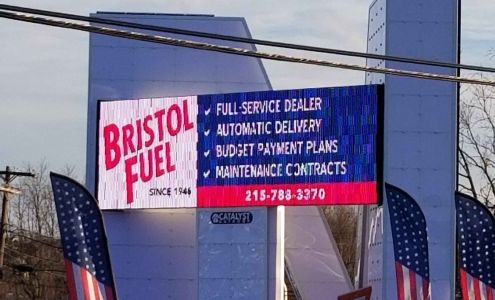 BRISTOL
FUEL
SINCE 1946
✓ FULL-SERVICE DEALER
✓ AUTOMATIC DELIVERY
✓ BUDGET PAYMENT PLANS
✓ MAINTENANCE CONTRACTS
215-788-3370
CATALYST